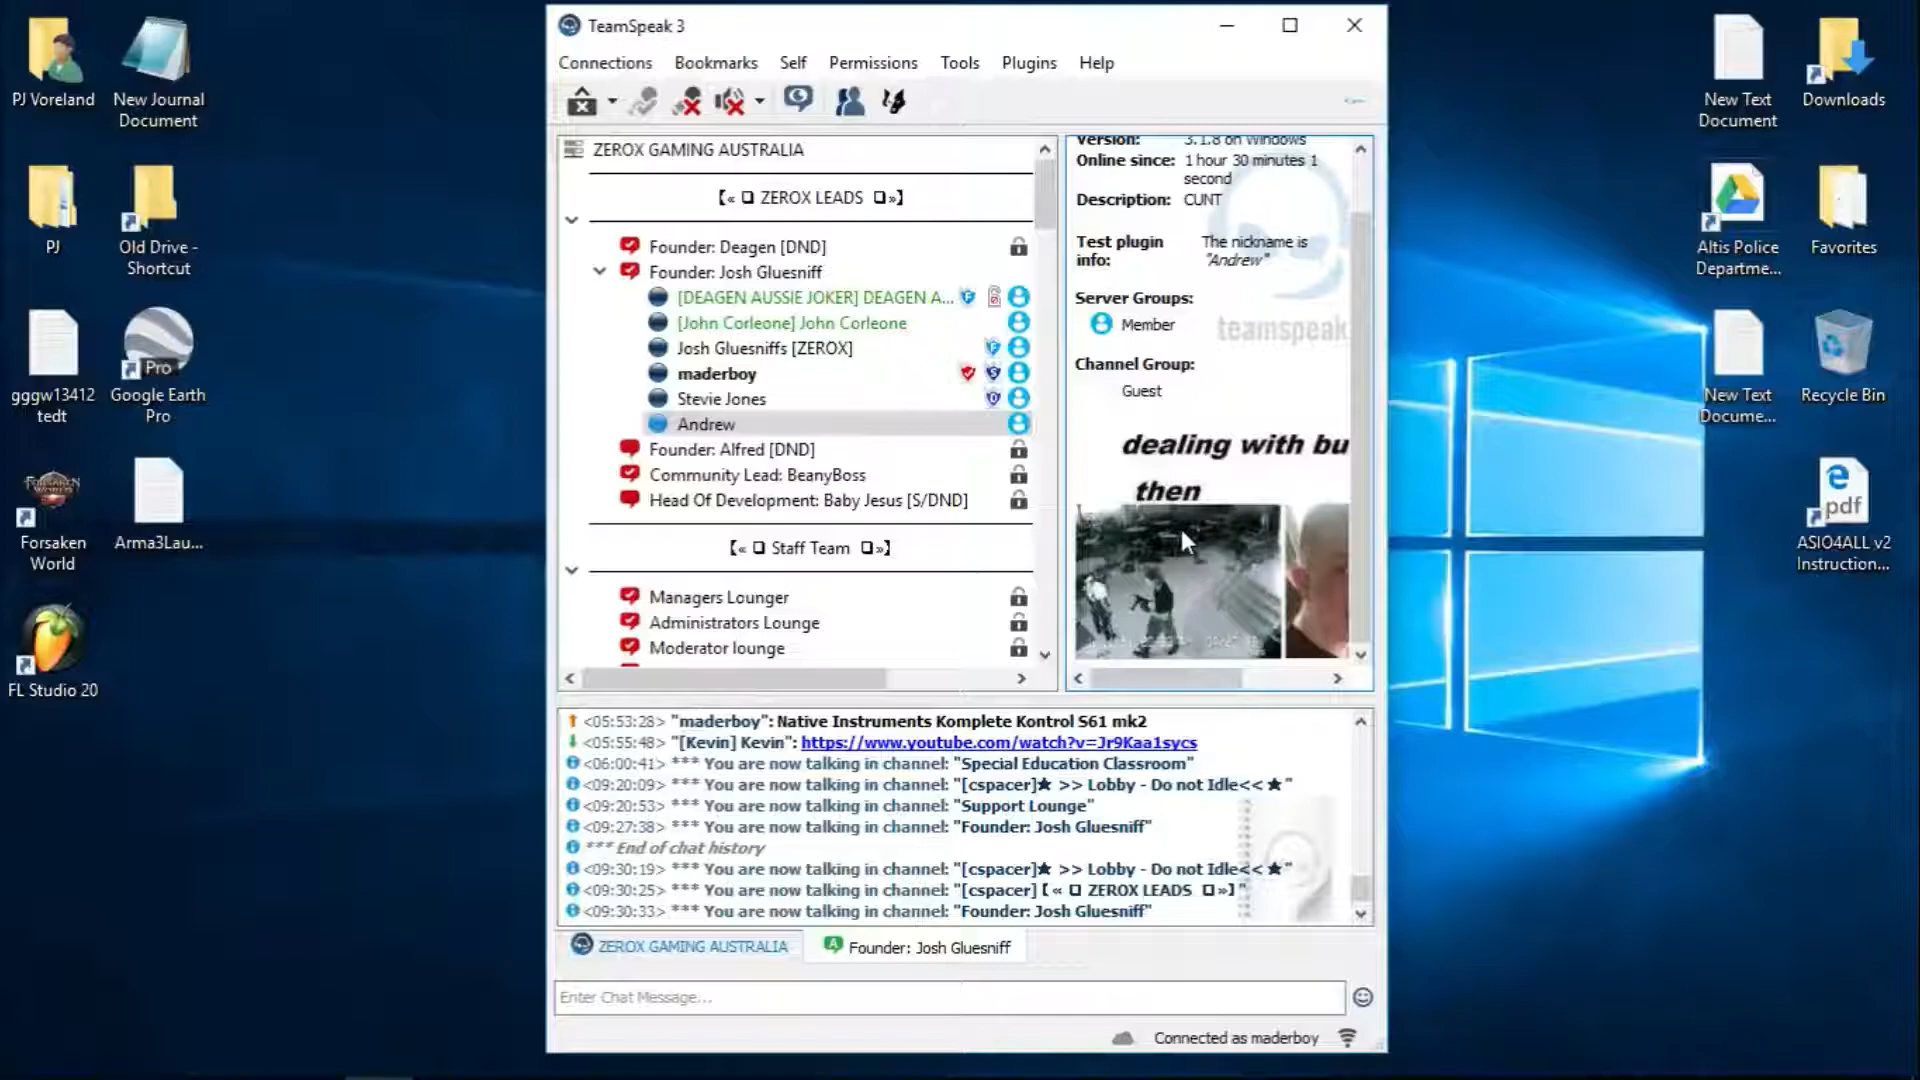 PJ Voreland
New Journal
Document
PJ
Old Drive -
Shortcut
gggw13412
tedt
Pro
Google Earth
Pro
FORSAKEN
WORLD
Forsaken
World
Arma3Lau...
FL Studio 20
TeamSpeak 3
Connections
Bookmarks
Self
Permissions
Tools
Plugins
Help
ZEROX GAMING AUSTRALIA
【« ❏ ZEROX LEADS ❏ »】
Founder: Deagen [DND]
Founder: Josh Gluesniff
[DEAGEN AUSSIE JOKER] DEAGEN A...
[John Corleone] John Corleone
Josh Gluesniffs [ZEROX]
maderboy
Stevie Jones
Andrew
Founder: Alfred [DND]
Community Lead: BeanyBoss
Head Of Development: Baby Jesus [S/DND]
【« ❏ Staff Team ❏ »】
Managers Lounger
Administrators Lounge
Moderator lounge
Version: 3.1.8 on Windows
Online since: 1 hour 30 minutes 1
second
Description: CUNT
Test plugin The nickname is
info: "Andrew"
Server Groups:
Member
teamspeak
Channel Group:
Guest
dealing with bu
then
<05:53:28> "maderboy": Native Instruments Komplete Kontrol S61 mk2
<05:55:48> "[Kevin] Kevin": https://www.youtube.com/watch?v=Jr9Kaa1sycs
<06:00:41> *** You are now talking in channel: "Special Education Classroom"
<09:20:09> *** You are now talking in channel: "[cspacer]★ >> Lobby - Do not Idle<< ★"
<09:20:53> *** You are now talking in channel: "Support Lounge"
<09:27:38> *** You are now talking in channel: "Founder: Josh Gluesniff"
*** End of chat history
<09:30:19> *** You are now talking in channel: "[cspacer]★ >> Lobby - Do not Idle<< ★"
<09:30:25> *** You are now talking in channel: "[cspacer]【« ❏ ZEROX LEADS ❏ »】"
<09:30:33> *** You are now talking in channel: "Founder: Josh Gluesniff"
ZEROX GAMING AUSTRALIA
Founder: Josh Gluesniff
Enter Chat Message...
Connected as maderboy
New Text
Document
Downloads
Altis Police
Departme...
Favorites
New Text
Docume...
Recycle Bin
pdf
ASIO4ALL v2
Instruction...